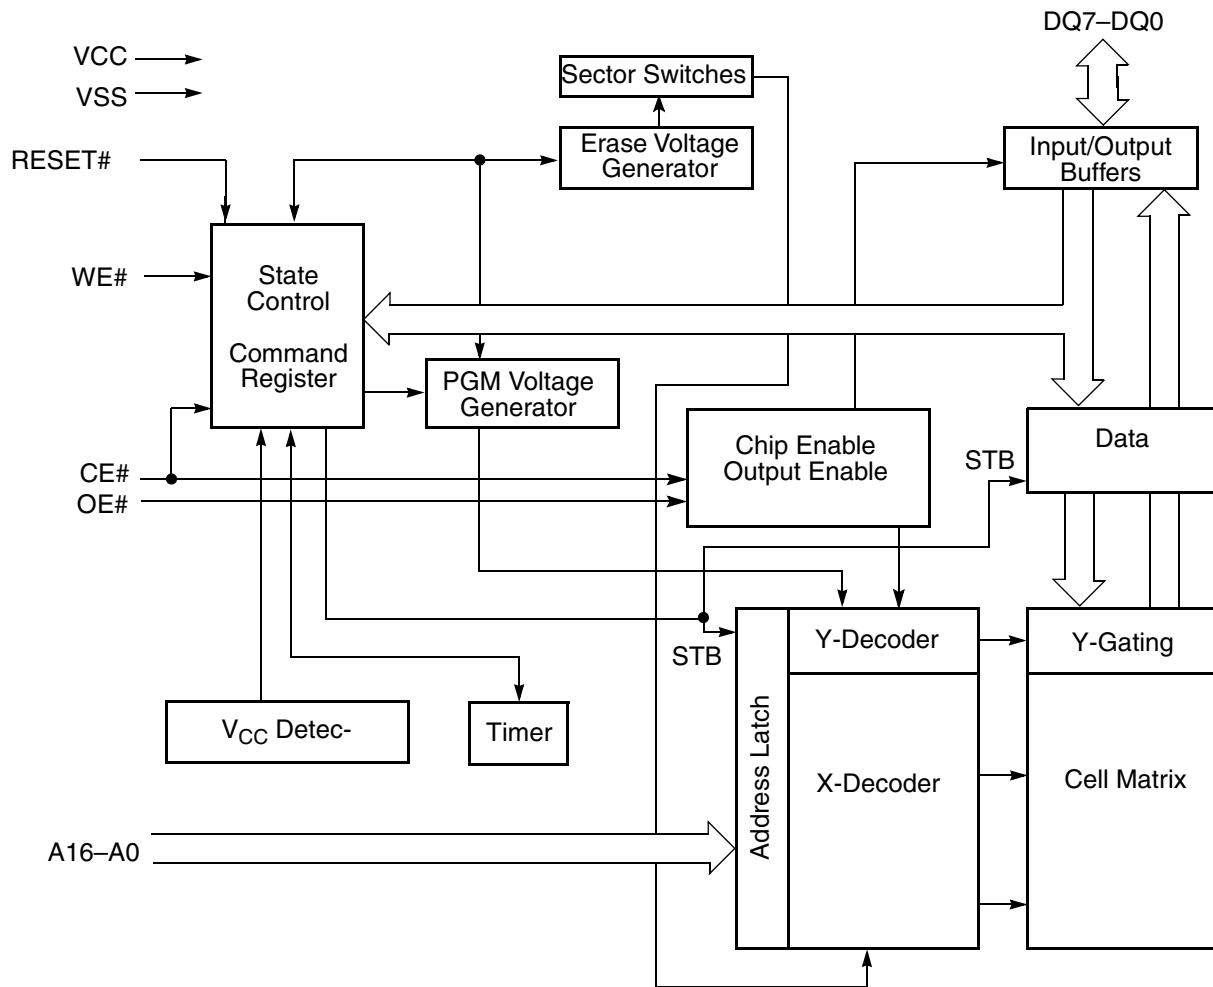 DQ7–DQ0
VCC
VSS
Sector Switches
RESET#
Erase Voltage
Generator
Input/Output
Buffers
WE#
State
Control
Command
Register
PGM Voltage
Generator
Chip Enable
Output Enable
Data
STB
CE#
OE#
STB
Y-Decoder
Y-Gating
VCC Detec-
Timer
Address Latch
X-Decoder
Cell Matrix
A16–A0